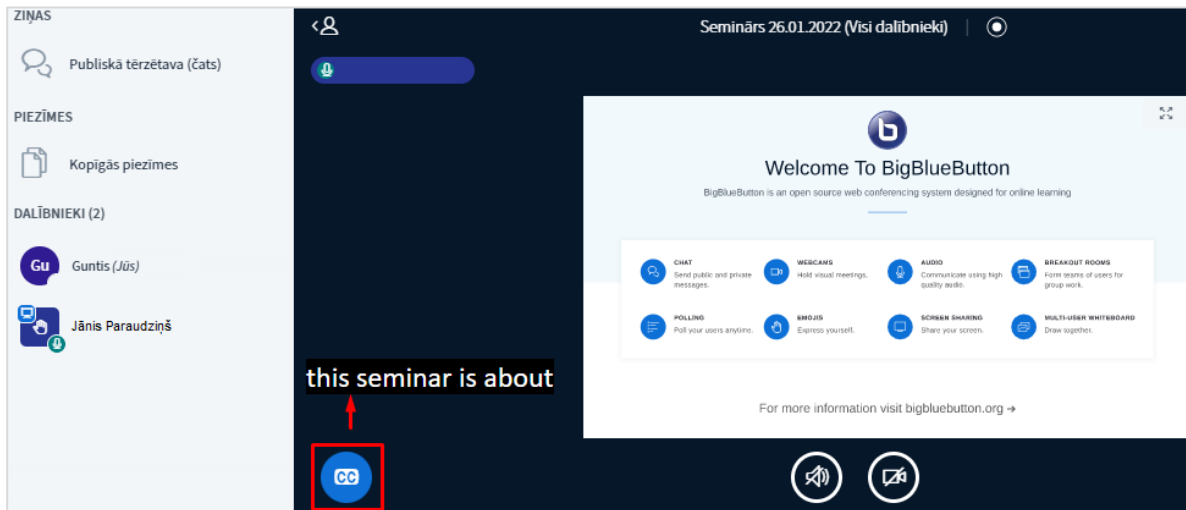 ZIŅAS
Publiskā térzētava (čats)
PIEZĪMES
Kopīgās piezīmes
DALĪBNIEKI (2)
Gu
Guntis (Jūs)
Jānis Paraudziņš
Seminārs 26.01.2022 (Visi dalībnieki)
b
Welcome To BigBlueButton
BigBlueButton is an open source web conferencing system designed for online learning
CHAT
Send public and private
messages.
WEBCAMS
Hold visual meetings.
AUDIO
Communicate using high
quality audio.
BREAKOUT ROOMS
Form teams of users for
group work.
POLLING
Poll your users anytime.
EMOJIS
Express yourself.
SCREEN SHARING
Share your screen.
MULTI-USER WHITEBOARD
Draw together.
For more information visit bigbluebutton.org →
this seminar is about
CC